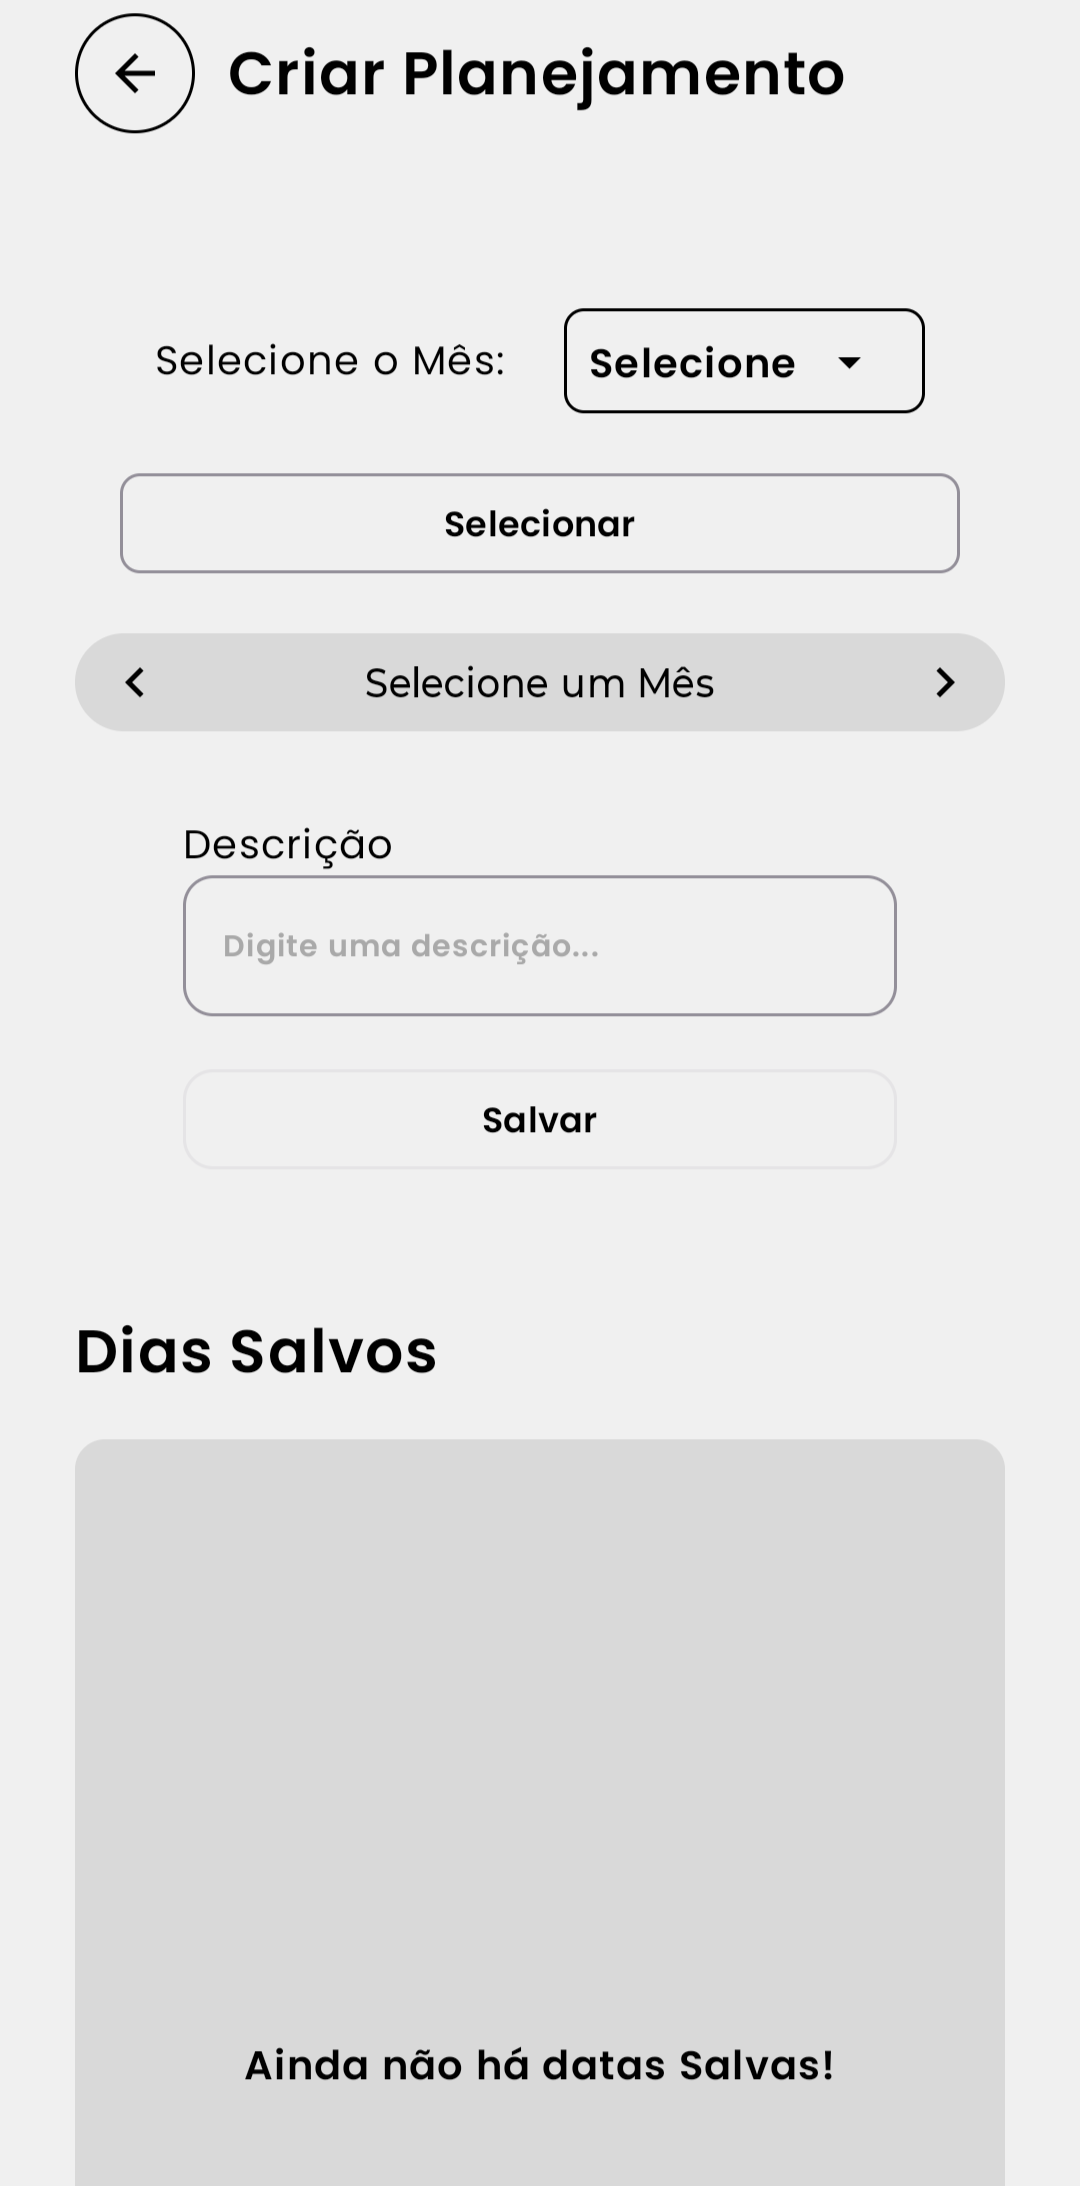 Criar Planejamento
Selecione o Mês:
Selecione
Selecionar
Selecione um Mês
Descrição
Digite uma descrição...
Salvar
Dias Salvos
Ainda não há datas Salvas!